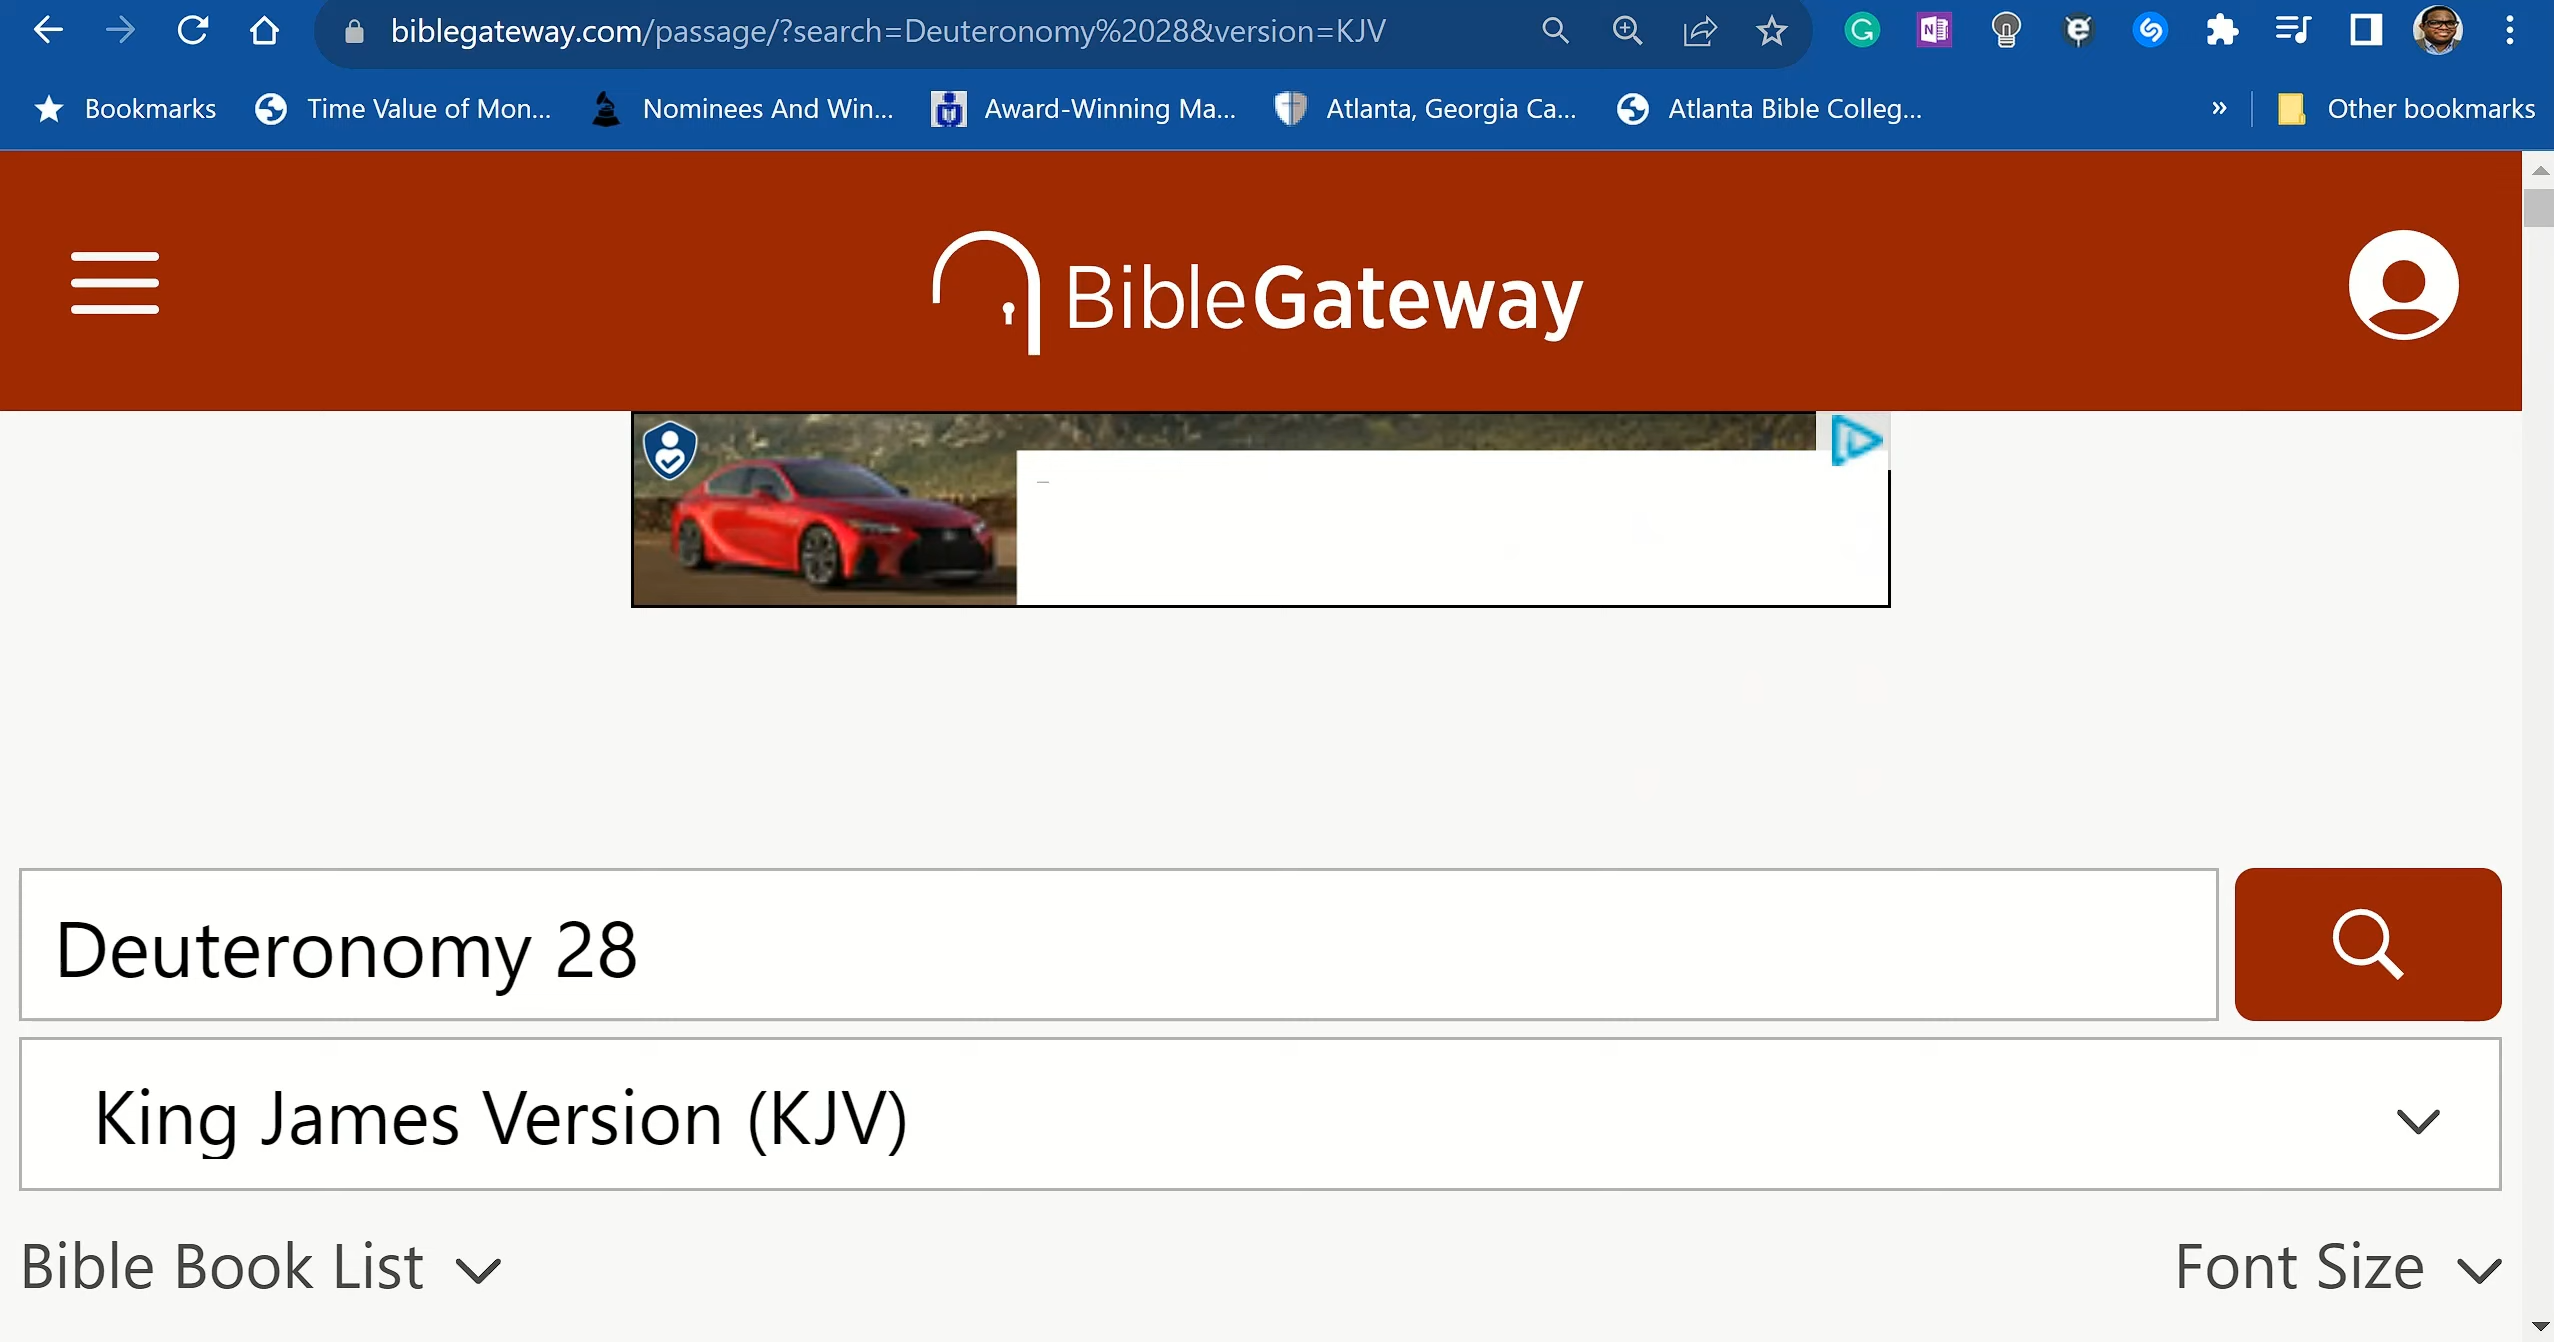 biblegateway.com/passage/?search=Deuteronomy%2028&version=KJV
Bookmarks Time Value of Mon... Nominees And Win... Award-Winning Ma... Atlanta, Georgia Ca... Atlanta Bible Colleg... » Other bookmarks
BibleGateway
Deuteronomy 28
King James Version (KJV)
Bible Book List
Font Size